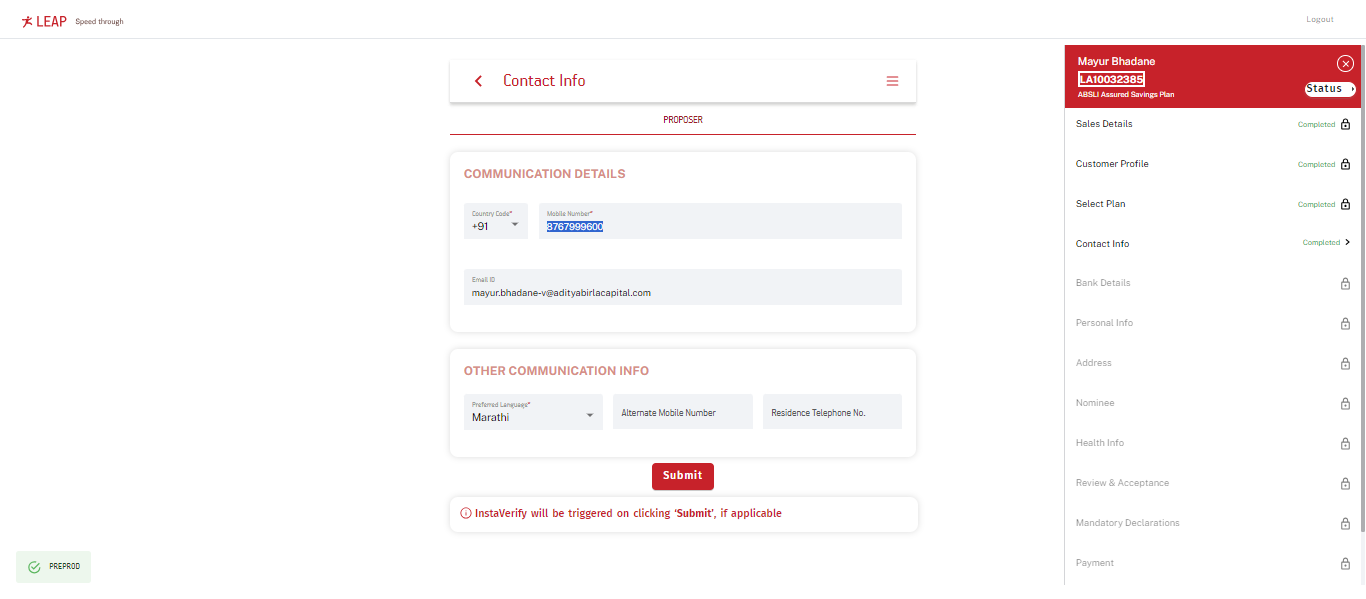 LEAP Speed through
Logout
Contact Info
PROPOSER
COMMUNICATION DETAILS
Country Code*
+91
Mobile Number*
8767999600
Email ID
mayur.bhadane-v@adityabirlacapital.com
OTHER COMMUNICATION INFO
Preferred Language*
Marathi
Alternate Mobile Number
Residence Telephone No.
Submit
InstaVerify will be triggered on clicking ‘Submit’, if applicable
PREPROD
Mayur Bhadane
LA10032385
ABSLI Assured Savings Plan
Status
Sales Details Completed
Customer Profile Completed
Select Plan Completed
Contact Info Completed
Bank Details
Personal Info
Address
Nominee
Health Info
Review & Acceptance
Mandatory Declarations
Payment